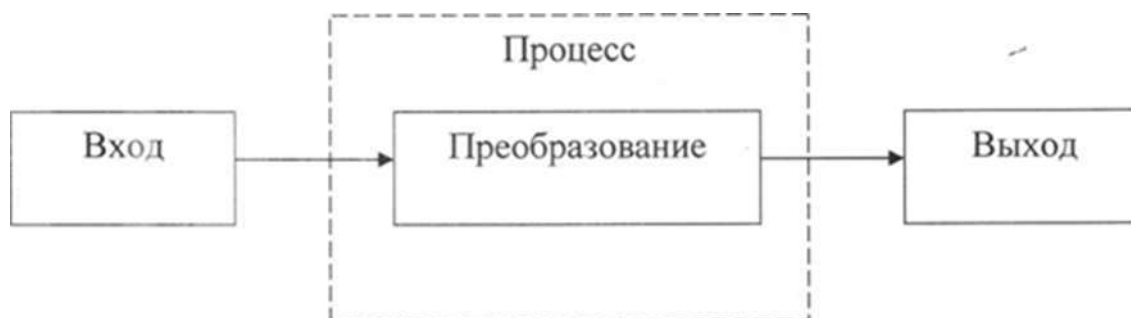 Процесс
Вход
Преобразование
Выход